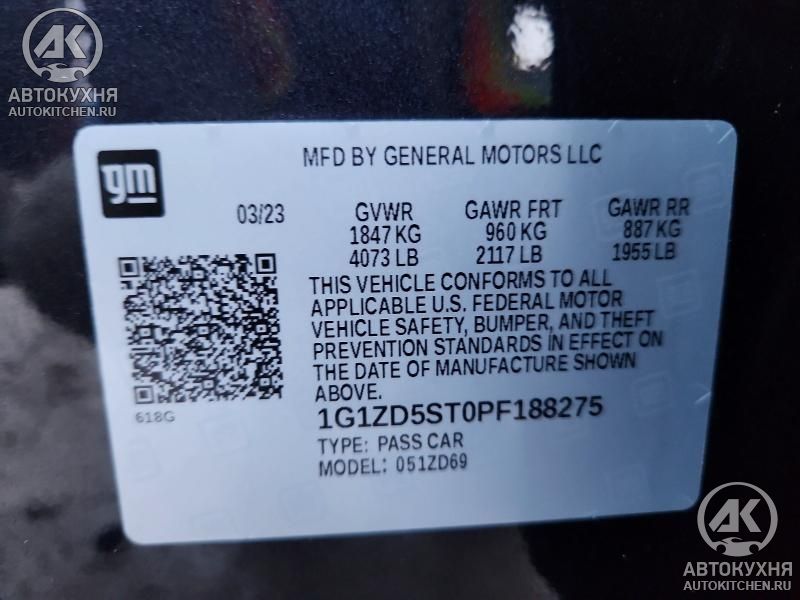 AK
АВТОКУХНЯ
AUTOKITCHEN.RU
gm
MFD BY GENERAL MOTORS LLC
03/23 GVWR GAWR FRT GAWR RR
1847 KG 960 KG 887 KG
4073 LB 2117 LB 1955 LB
THIS VEHICLE CONFORMS TO ALL
APPLICABLE U.S. FEDERAL MOTOR
VEHICLE SAFETY, BUMPER, AND THEFT
PREVENTION STANDARDS IN EFFECT ON
THE DATE OF MANUFACTURE SHOWN
ABOVE.
618G
1G1ZD5ST0PF188275
TYPE: PASS CAR
MODEL: 051ZD69
AK
АВТОКУХНЯ
AUTOKITCHEN.RU